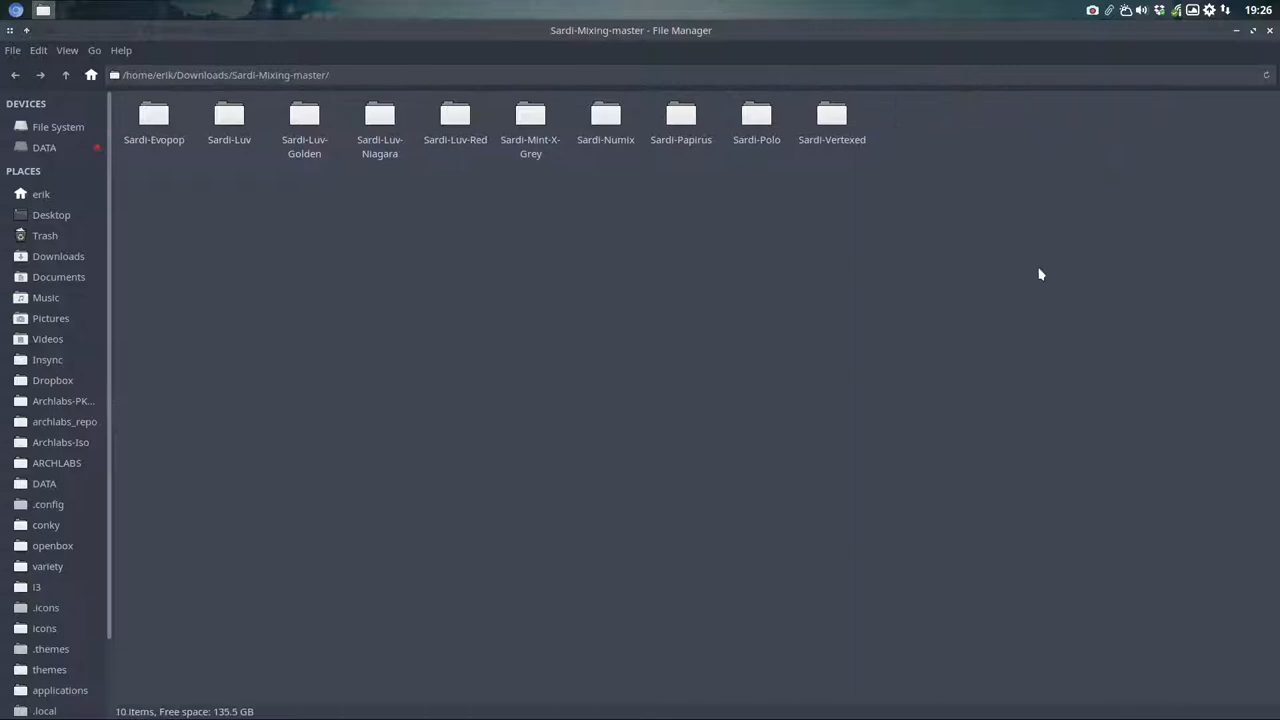 19:26
Sardi-Mixing-master - File Manager
File Edit View Go Help
/home/erik/Downloads/Sardi-Mixing-master/
DEVICES
File System
DATA
PLACES
erik
Desktop
Trash
Downloads
Documents
Music
Pictures
Videos
Insync
Dropbox
Archlabs-PK...
archlabs_repo
Archlabs-Iso
ARCHLABS
DATA
.config
conky
openbox
variety
i3
.icons
icons
.themes
themes
applications
.local
Sardi-Evopop
Sardi-Luv
Sardi-Luv-
Golden
Sardi-Luv-
Niagara
Sardi-Luv-Red
Sardi-Mint-X-
Grey
Sardi-Numix
Sardi-Papirus
Sardi-Polo
Sardi-Vertexed
10 items, Free space: 135.5 GB